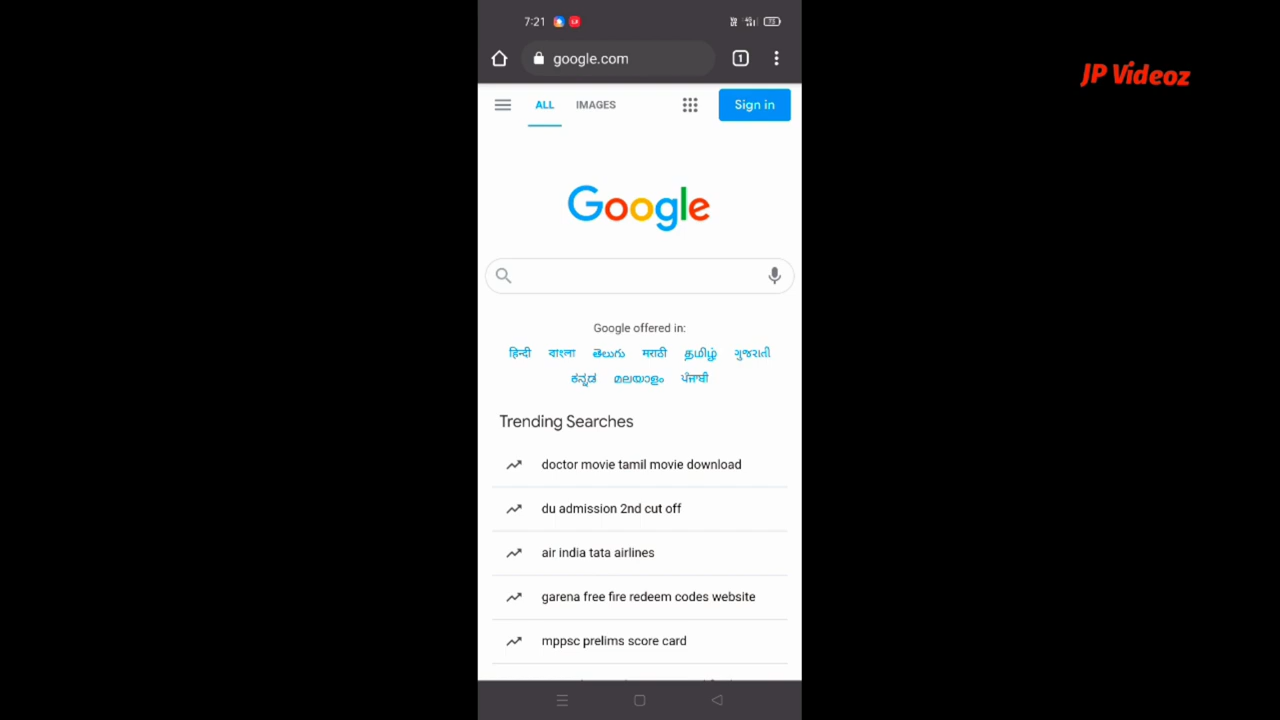 7:21
73
google.com
1
JP Videoz
ALL IMAGES
Sign in
Google
Google offered in:
हिन्दी বাংলা తెలుగు मराठी தமிழ் ગુજરાતી
ಕನ್ನಡ മലയാളം ਪੰਜਾਬੀ
Trending Searches
doctor movie tamil movie download
du admission 2nd cut off
air india tata airlines
garena free fire redeem codes website
mppsc prelims score card